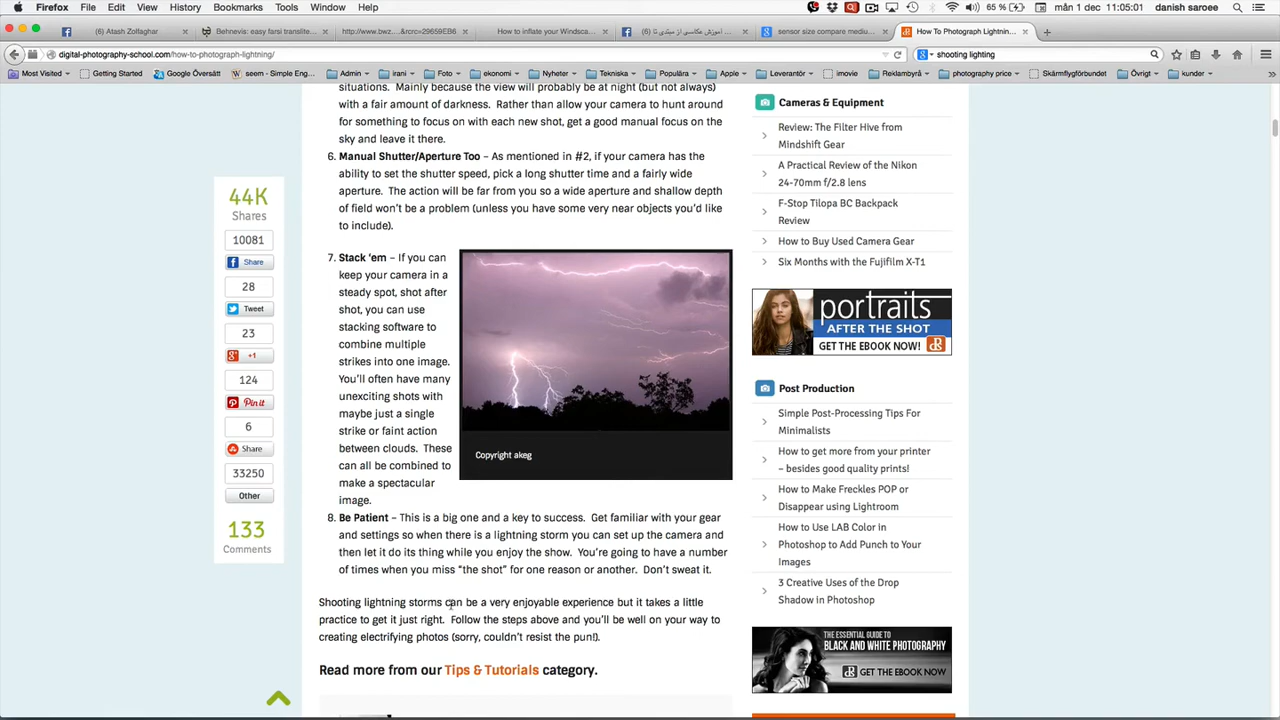 Firefox File Edit View History Bookmarks Tools Window Help 65 % mån 1 dec 11:05:01 danish saroee
(2) Atash Zollaghar Behnevis: easy farsi translite... http://www.bwz....&rcrc=29659EB6 How to inflate your Windsca... آموزش عکاسی از مبتدی تا (2) sensor size compare mediu... How To Photograph Lightnin...
digital-photography-school.com/how-to-photograph-lightning/ shooting lighting
Most Visited Getting Started Google Översätt seem - Simple Eng... Admin irani Foto ekonomi Nyheter Tekniska Populära Apple Leverantör imovie Reklambyrå photography price Skärmflygförbundet Övrigt kunder
situations. Mainly because the view will probably be at night (but not always)
with a fair amount of darkness. Rather than allow your camera to hunt around
for something to focus on with each new shot, get a good manual focus on the
sky and leave it there.
6. Manual Shutter/Aperture Too – As mentioned in #2, if your camera has the
ability to set the shutter speed, pick a long shutter time and a fairly wide
aperture. The action will be far from you so a wide aperture and shallow depth
of field won't be a problem (unless you have some very near objects you'd like
to include).
7. Stack 'em – If you can
keep your camera in a
steady spot, shot after
shot, you can use
stacking software to
combine multiple
strikes into one image.
You'll often have many
unexciting shots with
maybe just a single
strike or faint action
between clouds. These
can all be combined to
make a spectacular
image.
Copyright akeg
8. Be Patient – This is a big one and a key to success. Get familiar with your gear
and settings so when there is a lightning storm you can set up the camera and
then let it do its thing while you enjoy the show. You're going to have a number
of times when you miss "the shot" for one reason or another. Don't sweat it.
Shooting lightning storms can be a very enjoyable experience but it takes a little
practice to get it just right. Follow the steps above and you'll be well on your way to
creating electrifying photos (sorry, couldn't resist the pun!).
Read more from our Tips & Tutorials category.
44K
Shares
10081
Share
28
Tweet
23
+1
124
Pin it
6
Share
33250
Other
133
Comments
Cameras & Equipment
Review: The Filter Hive from
Mindshift Gear
A Practical Review of the Nikon
24-70mm f/2.8 lens
F-Stop Tilopa BC Backpack
Review
How to Buy Used Camera Gear
Six Months with the Fujifilm X-T1
portraits
AFTER THE SHOT
GET THE EBOOK NOW!
Post Production
Simple Post-Processing Tips For
Minimalists
How to get more from your printer
– besides good quality prints!
How to Make Freckles POP or
Disappear using Lightroom
How to Use LAB Color in
Photoshop to Add Punch to Your
Images
3 Creative Uses of the Drop
Shadow in Photoshop
THE ESSENTIAL GUIDE TO
BLACK AND WHITE PHOTOGRAPHY
GET THE EBOOK NOW